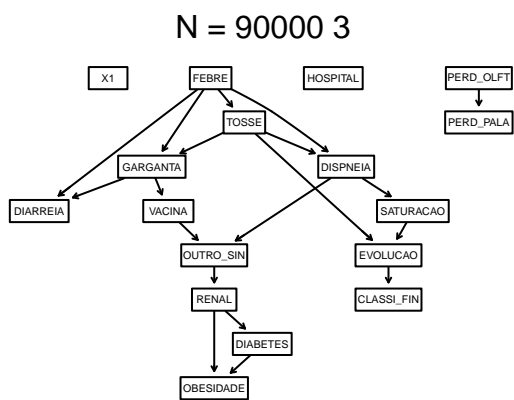 N = 90000 3
X1 FEBRE HOSPITAL PERD_OLFT
TOSSE PERD_PALA
GARGANTA DISPNEIA
DIARREIA VACINA SATURACAO
OUTRO_SIN EVOLUCAO
RENAL CLASSI_FIN
DIABETES
OBESIDADE